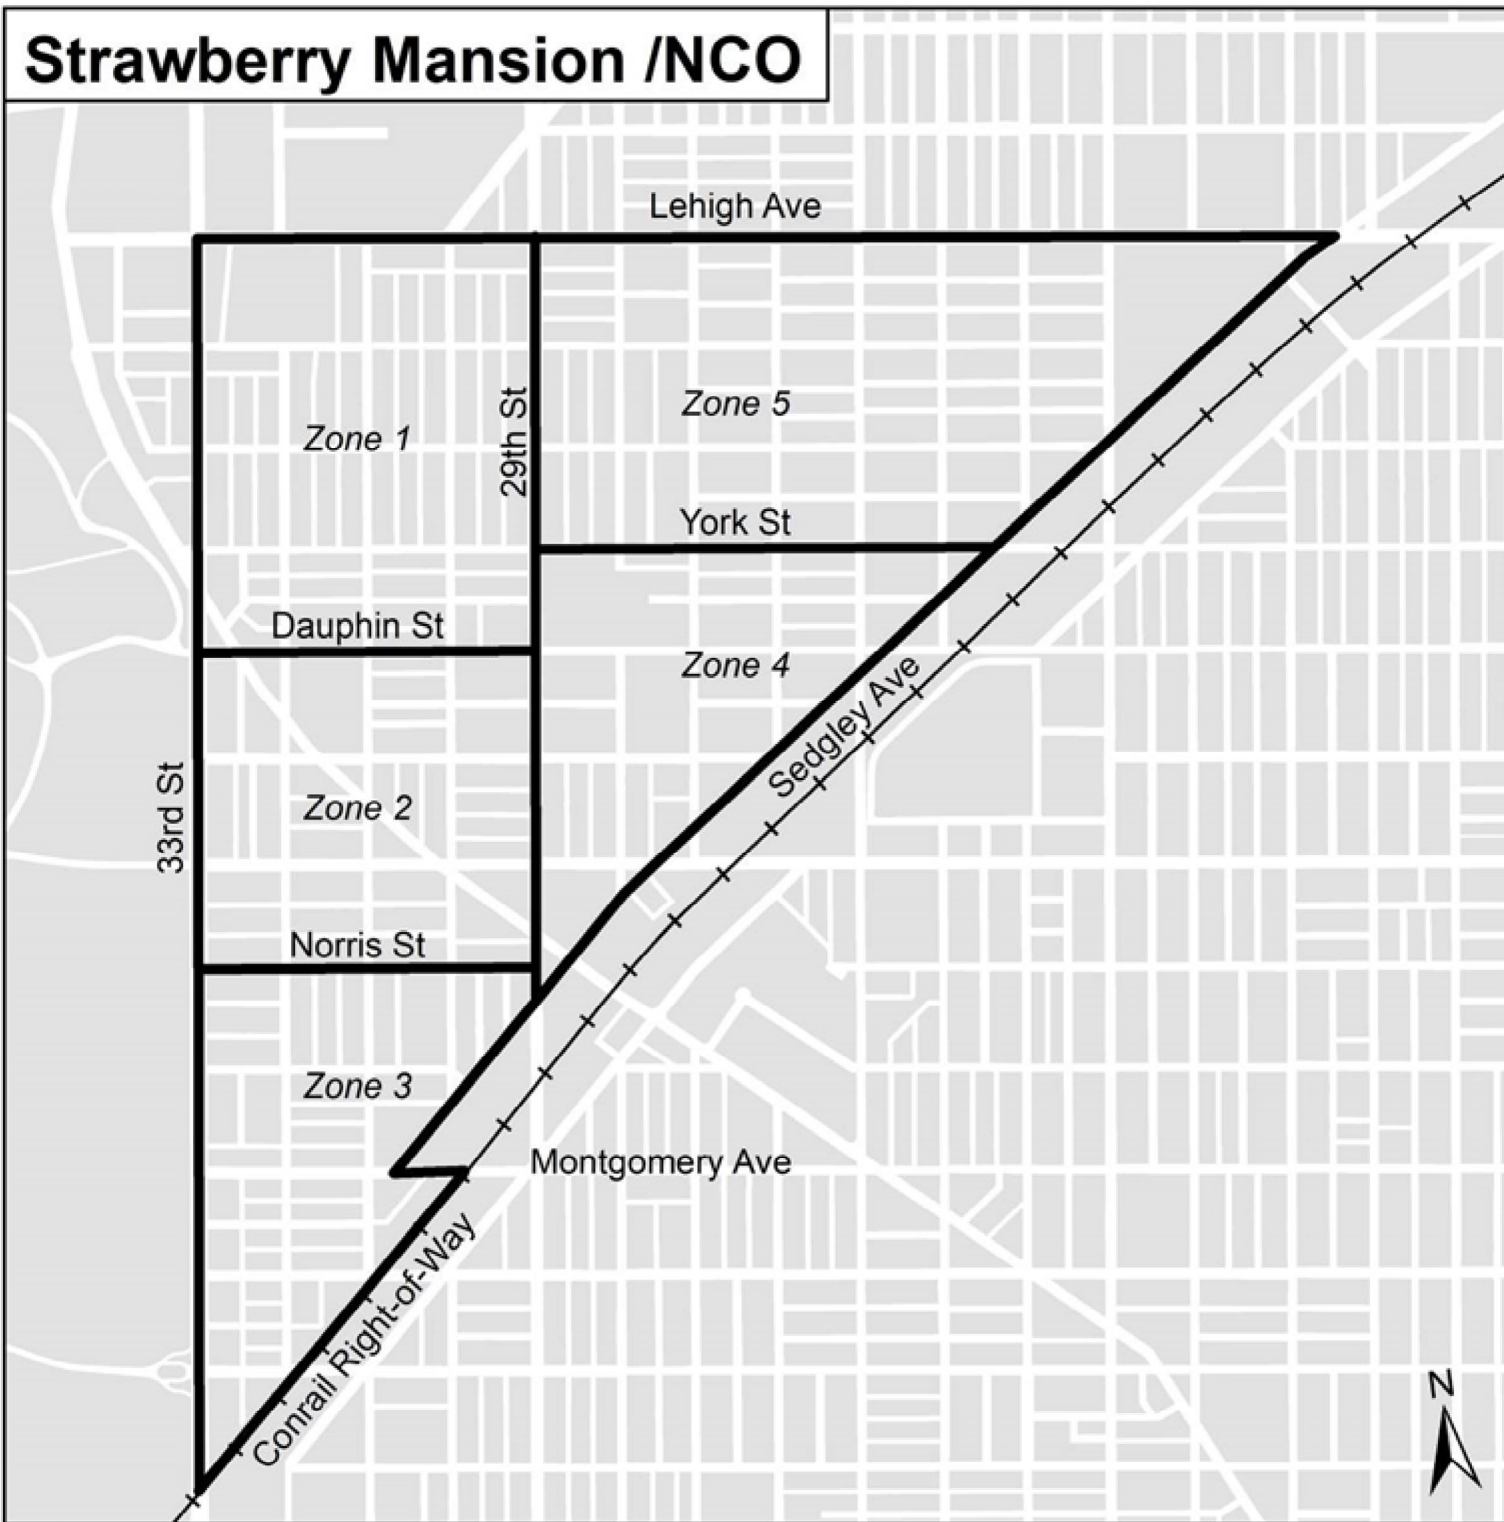 Strawberry Mansion /NCO
Lehigh Ave
Zone 1
29th St
Zone 5
York St
Dauphin St
Zone 4
Sedgley Ave
33rd St
Zone 2
Norris St
Zone 3
Montgomery Ave
Conrail Right-of-Way
N